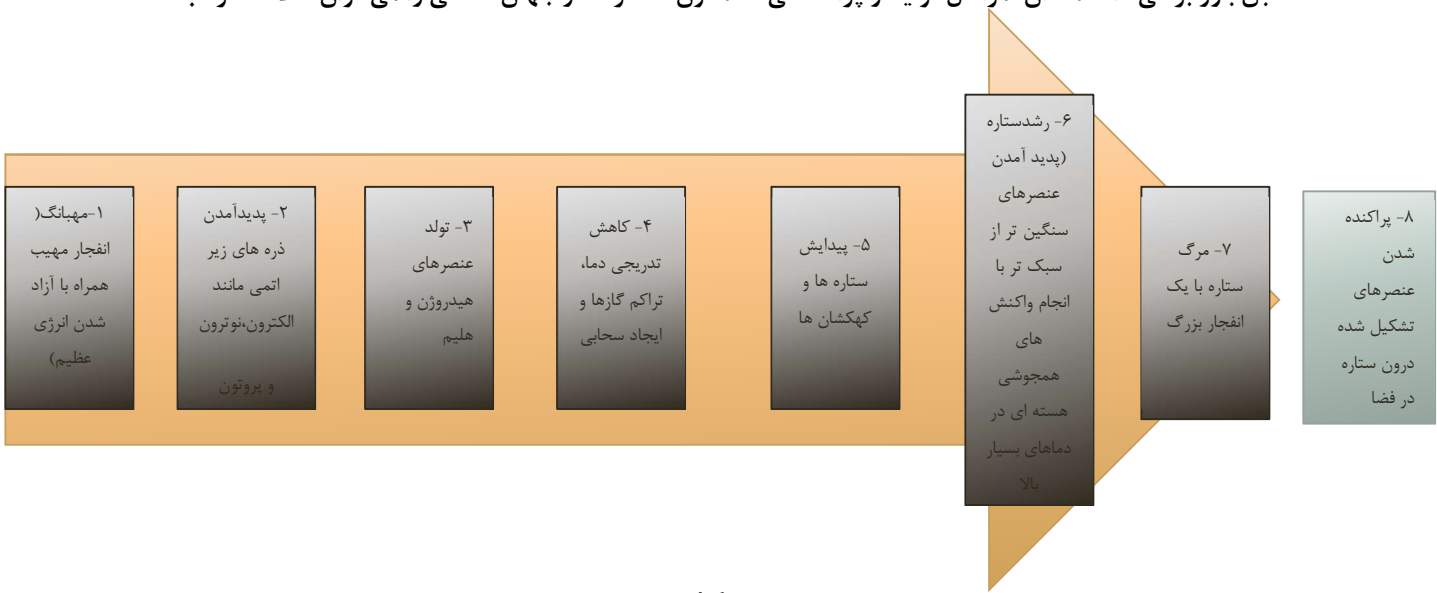 ۱-مهبانگ(
انفجار مهیب
همراه با آزاد
شدن انرژی
عظیم)
۲- پدیدآمدن
ذره های زیر
اتمی مانند
الکترون،نوترون
و پروتون
۳- تولد
عنصرهای
هیدروژن و
هلیم
۴- کاهش
تدریجی دما،
تراکم گازها و
ایجاد سحابی
۵- پیدایش
ستاره ها و
کهکشان ها
۶- رشدستاره
(پدید آمدن
عنصرهای
سنگین تر از
سبک تر با
انجام واکنش
های
همجوشی
هسته ای در
دماهای بسیار
بالا
۷- مرگ
ستاره با یک
انفجار بزرگ
۸- پراکنده
شدن
عنصرهای
تشکیل شده
درون ستاره
در فضا